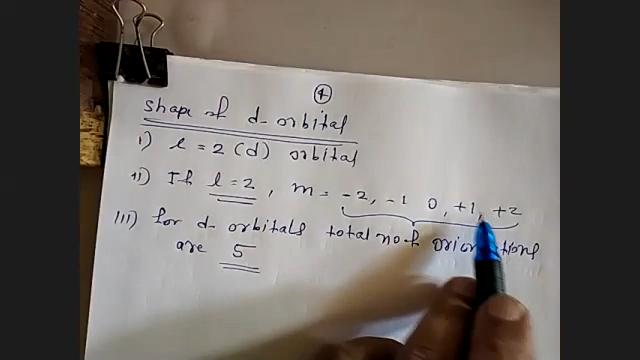 4
Shape of d-orbital
i) l = 2 (d) orbital
ii) If l = 2, m = -2, -1 0, +1, +2
iii) for d-orbitals total no of orientations
are 5